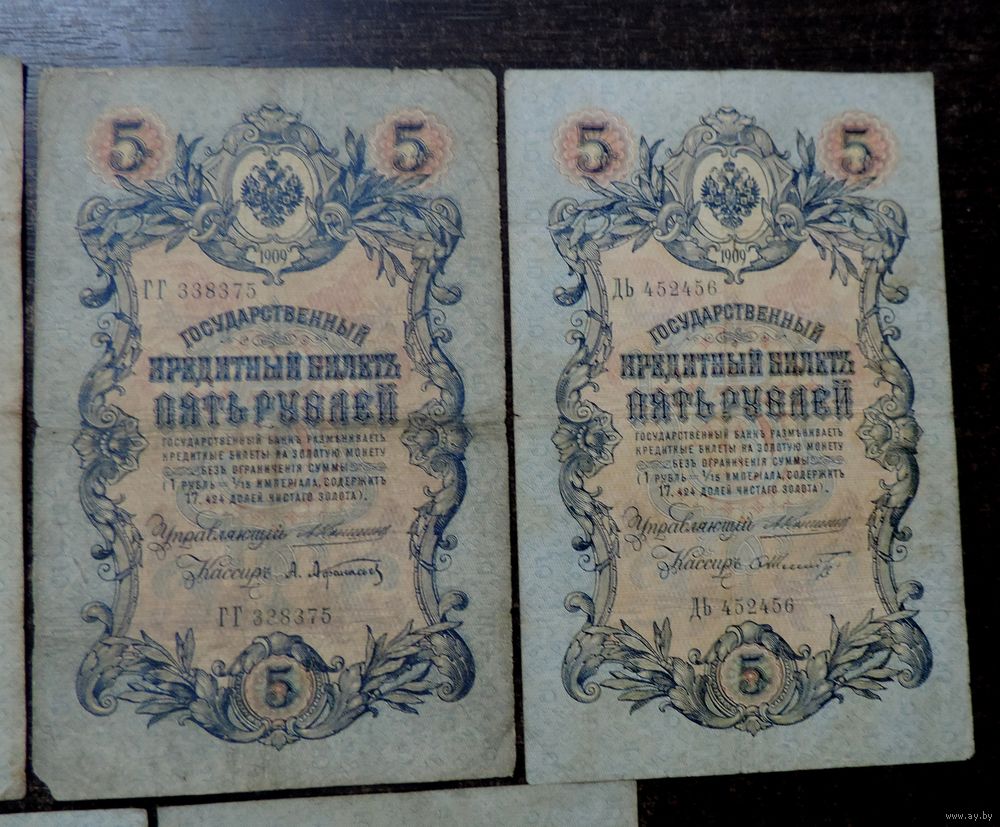 5 5
1909
ГГ 338375
ГОСУДАРСТВЕННЫЙ
КРЕДИТНЫЙ БИЛЕТЪ
ПЯТЬ РУБЛЕЙ
ГОСУДАРСТВЕННЫЙ БАНКЪ РАЗМѢНИВАЕТЪ
КРЕДИТНЫЕ БИЛЕТЫ НА ЗОЛОТУЮ МОНЕТУ
БЕЗЪ ОГРАНИЧЕНІЯ СУММЫ
(1 РУБЛЬ = 1/15 ИМПЕРІАЛА, СОДЕРЖИТЪ
17,424 ДОЛЕЙ ЧИСТАГО ЗОЛОТА).
Управляющій
Кассиръ А. Афанасьев
ГГ 328375
5
5 5
1909
ДЬ 452456
ГОСУДАРСТВЕННЫЙ
КРЕДИТНЫЙ БИЛЕТЪ
ПЯТЬ РУБЛЕЙ
ГОСУДАРСТВЕННЫЙ БАНКЪ РАЗМѢНИВАЕТЪ
КРЕДИТНЫЕ БИЛЕТЫ НА ЗОЛОТУЮ МОНЕТУ
БЕЗЪ ОГРАНИЧЕНІЯ СУММЫ
(1 РУБЛЬ = 1/15 ИМПЕРІАЛА, СОДЕРЖИТЪ
17,424 ДОЛЕЙ ЧИСТАГО ЗОЛОТА).
Управляющій
Кассиръ
ДЬ 452456
5
www.ay.by